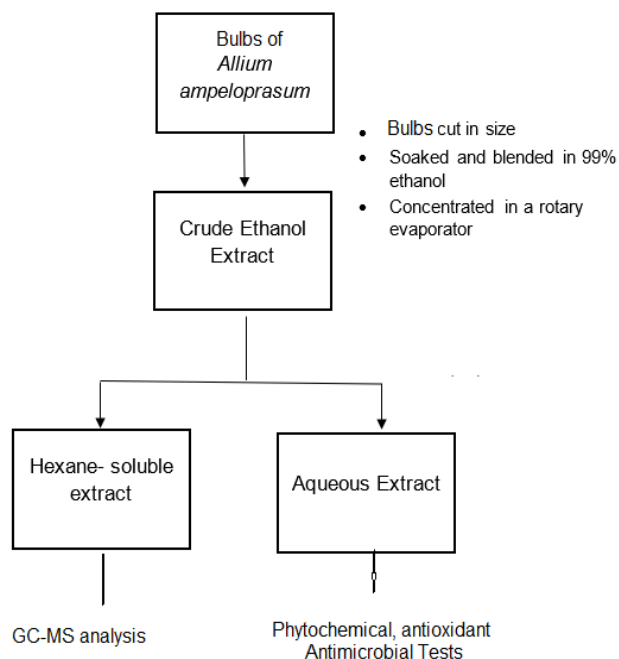 Bulbs of
Allium
ampeloprasum
• Bulbs cut in size
• Soaked and blended in 99%
ethanol
• Concentrated in a rotary
evaporator
Crude Ethanol
Extract
Hexane- soluble
extract
Aqueous Extract
GC-MS analysis
Phytochemical, antioxidant
Antimicrobial Tests